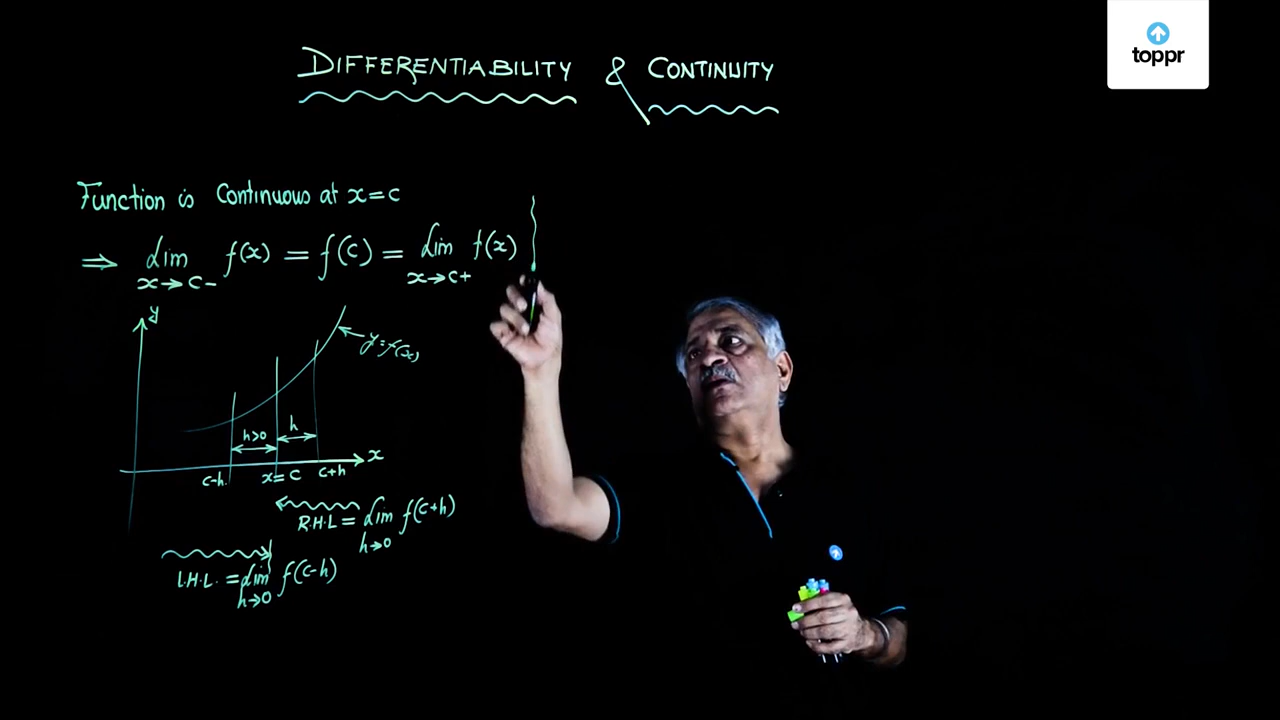 toppr
DIFFERENTIABILITY & CONTINUITY
Function is Continuous at x=c
⇒ Lim x→c- f(x) = f(c) = Lim x→c+ f(x)
y
y=f(x)
h>0 h
x
c-h x=c c+h
R.H.L = Lim h→0 f(c+h)
L.H.L. = Lim h→0 f(c-h)